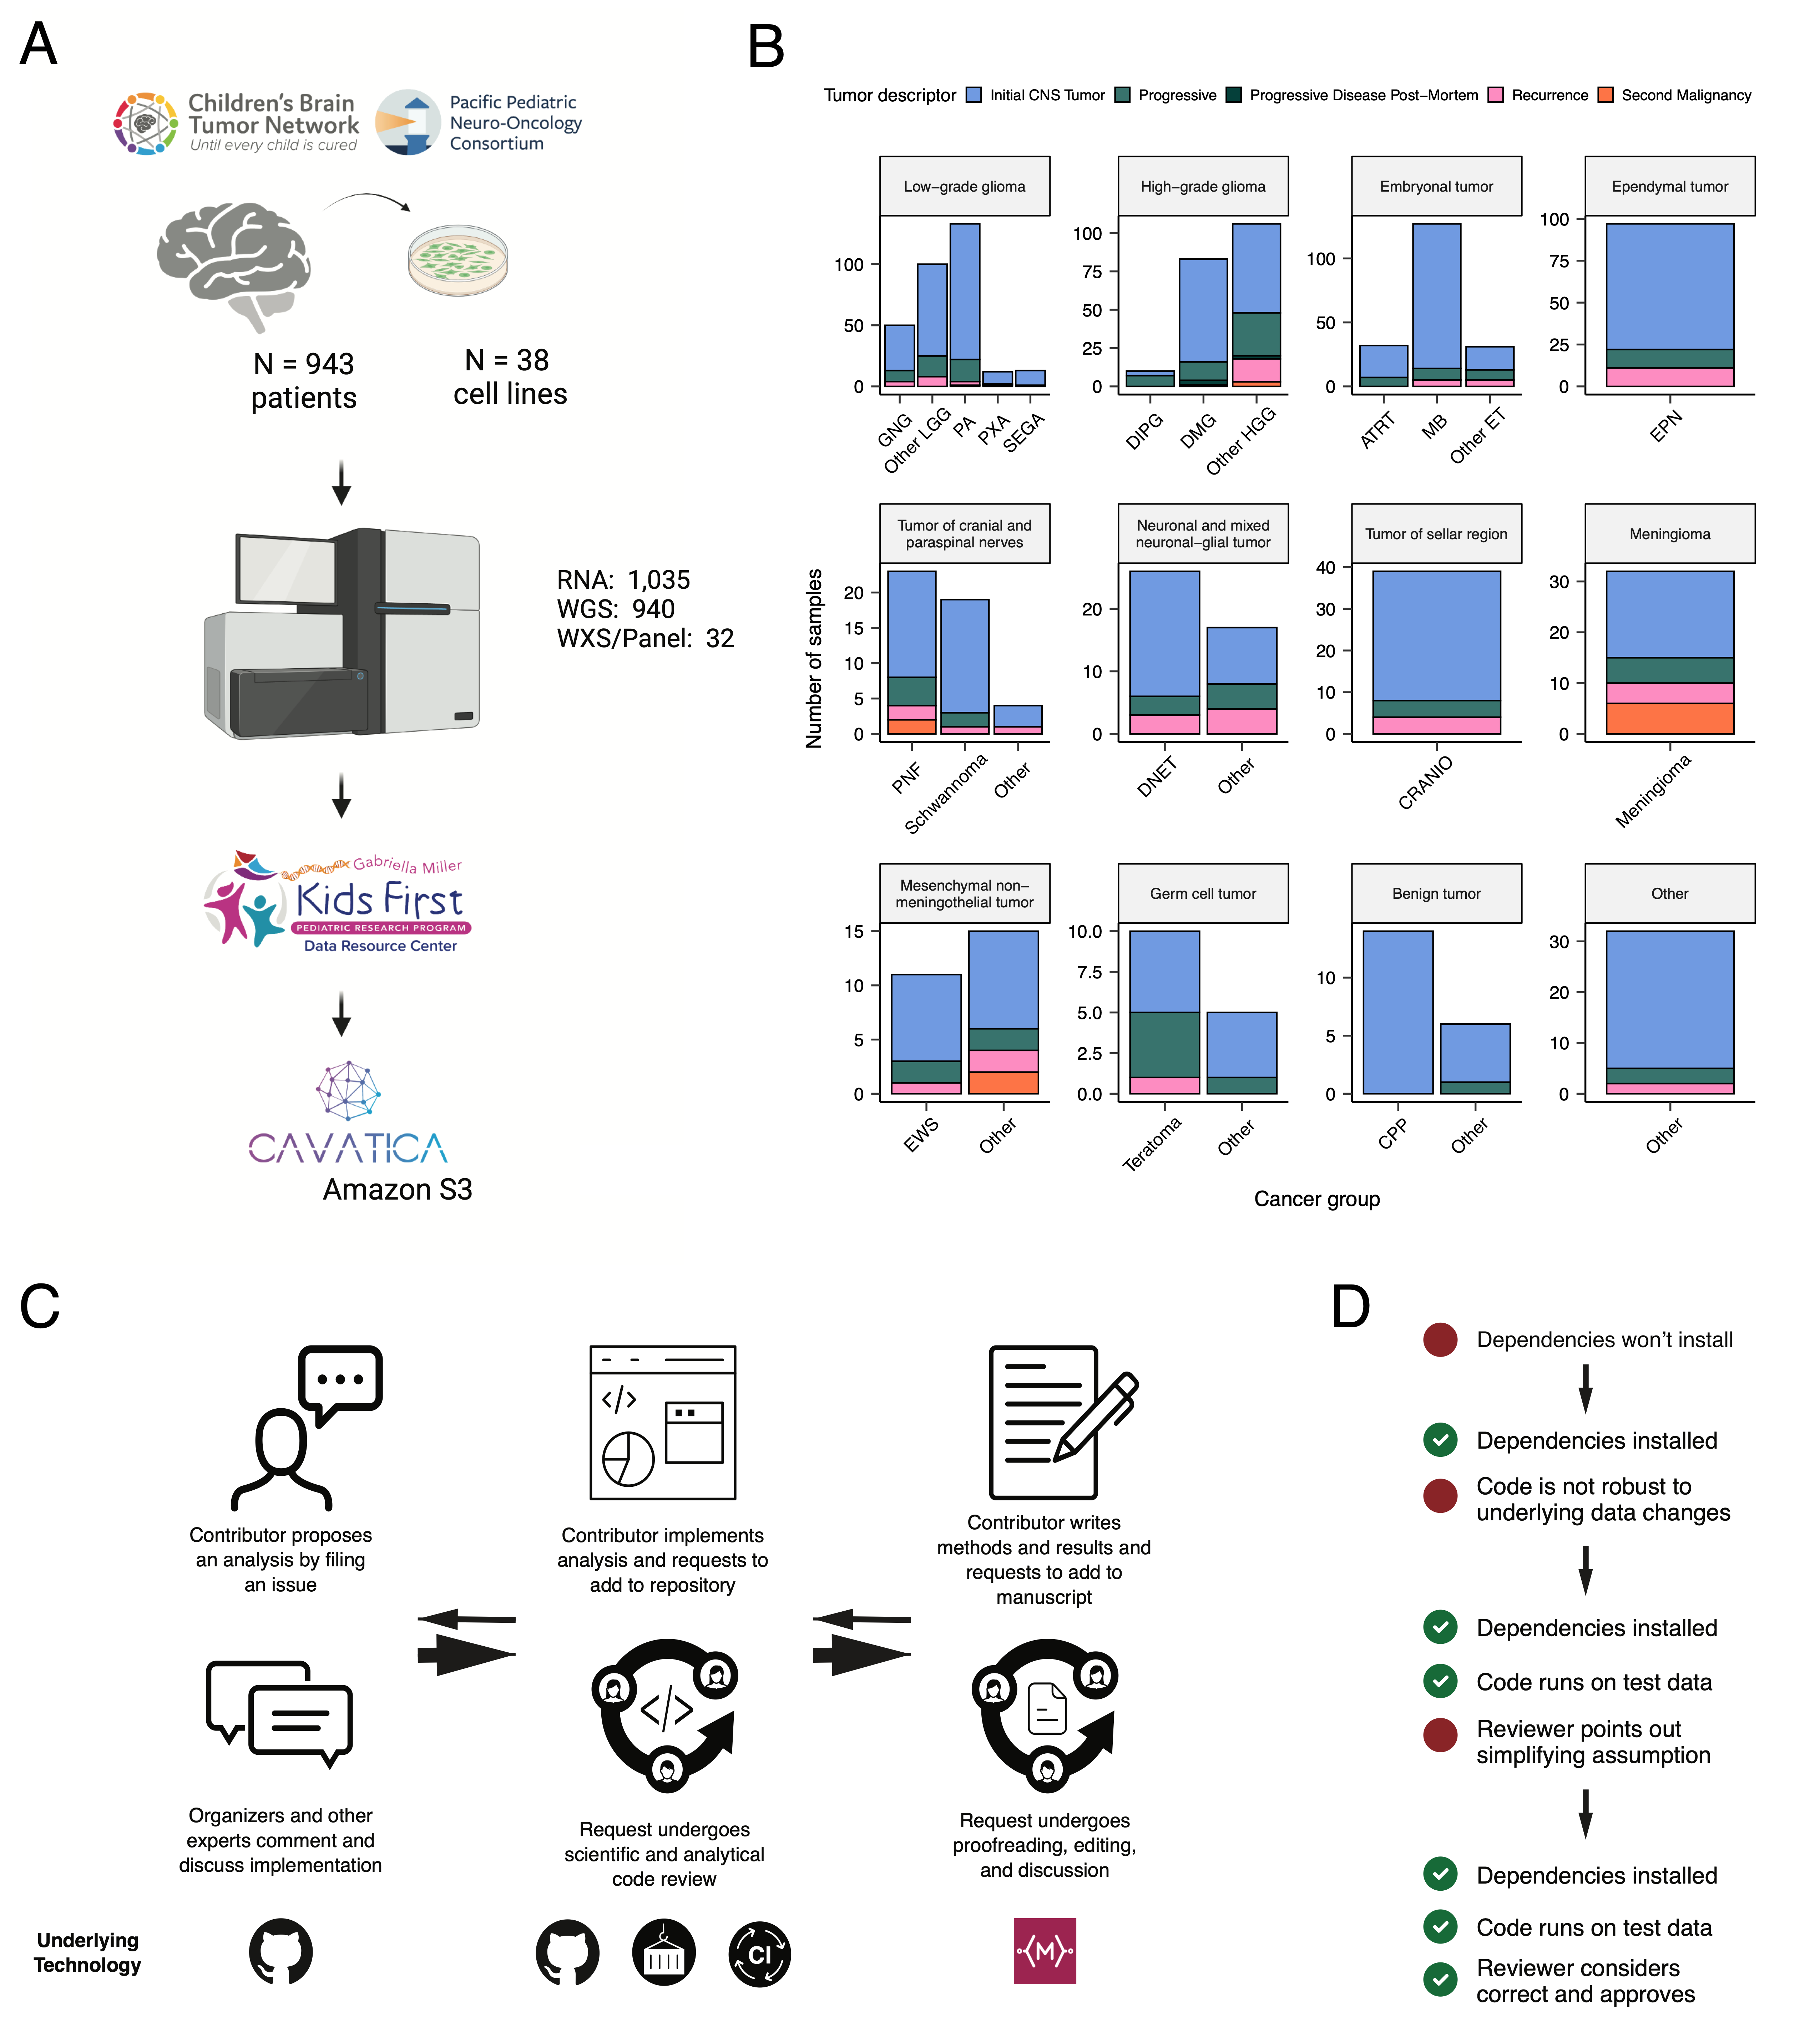 A
Children's Brain
Tumor Network
Until every child is cured
Pacific Pediatric
Neuro-Oncology
Consortium
N = 943
patients
N = 38
cell lines
RNA: 1,035
WGS: 940
WXS/Panel: 32
Gabriella Miller
Kids First
PEDIATRIC RESEARCH PROGRAM
Data Resource Center
CAVATICA
Amazon S3
B
Tumor descriptor Initial CNS Tumor Progressive Progressive Disease Post–Mortem Recurrence Second Malignancy
Number of samples
Low–grade glioma
100
50
0
GNG
Other LGG
PA
PXA
SEGA
High–grade glioma
100
75
50
25
0
DIPG
DMG
Other HGG
Embryonal tumor
100
50
0
ATRT
MB
Other ET
Ependymal tumor
100
75
50
25
0
EPN
Tumor of cranial and
paraspinal nerves
20
15
10
5
0
PNF
Schwannoma
Other
Neuronal and mixed
neuronal–glial tumor
20
10
0
DNET
Other
Tumor of sellar region
40
30
20
10
0
CRANIO
Meningioma
30
20
10
0
Meningioma
Mesenchymal non–
meningothelial tumor
15
10
5
0
EWS
Other
Germ cell tumor
10.0
7.5
5.0
2.5
0.0
Teratoma
Other
Benign tumor
10
5
0
CPP
Other
Other
30
20
10
0
Other
Cancer group
C
Contributor proposes
an analysis by filing
an issue
Contributor implements
analysis and requests to
add to repository
Contributor writes
methods and results and
requests to add to
manuscript
Organizers and other
experts comment and
discuss implementation
Request undergoes
scientific and analytical
code review
Request undergoes
proofreading, editing,
and discussion
Underlying
Technology
CI
M
D
Dependencies won't install
Dependencies installed
Code is not robust to
underlying data changes
Dependencies installed
Code runs on test data
Reviewer points out
simplifying assumption
Dependencies installed
Code runs on test data
Reviewer considers
correct and approves